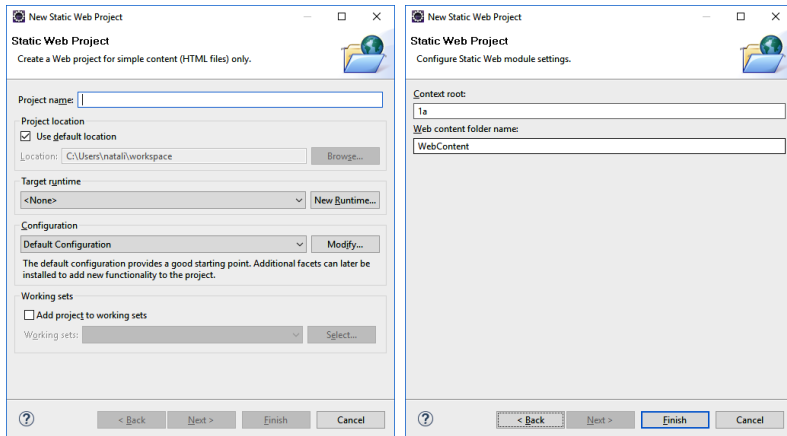 New Static Web Project
Static Web Project
Create a Web project for simple content (HTML files) only.
Project name:
Project location
Use default location
Location: C:\Users\natali\workspace Browse...
Target runtime
<None> New Runtime...
Configuration
Default Configuration Modify...
The default configuration provides a good starting point. Additional facets can later be
installed to add new functionality to the project.
Working sets
Add project to working sets
Working sets: Select...
? < Back Next > Finish Cancel
New Static Web Project
Static Web Project
Configure Static Web module settings.
Context root:
1a
Web content folder name:
WebContent
? < Back Next > Finish Cancel